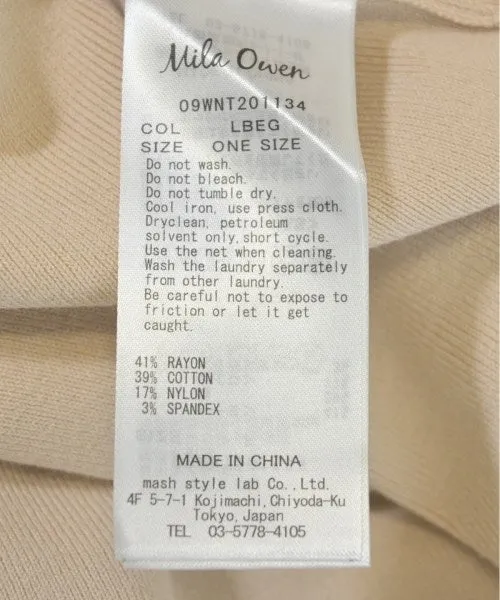 Mila Owen
09WNT201134
COL LBEG
SIZE ONE SIZE
Do not wash.
Do not bleach.
Do not tumble dry.
Cool iron, use press cloth.
Dryclean, petroleum
solvent only, short cycle.
Use the net when cleaning.
Wash the laundry separately
from other laundry.
Be careful not to expose to
friction or let it get
caught.
41% RAYON
39% COTTON
17% NYLON
3% SPANDEX
MADE IN CHINA
mash style lab Co., Ltd.
4F 5-7-1 Kojimachi, Chiyoda-Ku
Tokyo, Japan
TEL 03-5778-4105